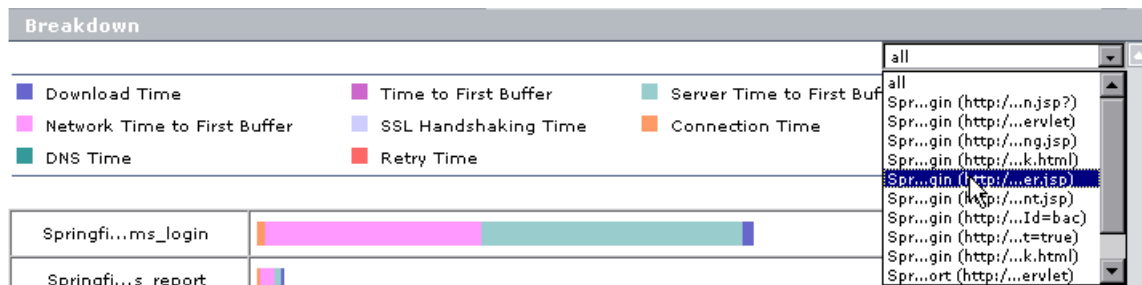 Breakdown
all
Download Time
Time to First Buffer
Server Time to First Buf
Network Time to First Buffer
SSL Handshaking Time
Connection Time
DNS Time
Retry Time
all
Spr...gin (http:/...n.jsp?)
Spr...gin (http:/...ervlet)
Spr...gin (http:/...ng.jsp)
Spr...gin (http:/...k.html)
Spr...gin (http:/...er.jsp)
Spr...gin (http:/...nt.jsp)
Spr...gin (http:/...Id=bac)
Spr...gin (http:/...t=true)
Spr...gin (http:/...k.html)
Spr...ort (http:/...ervlet)
Springfi...ms_login
Springfi...s_report